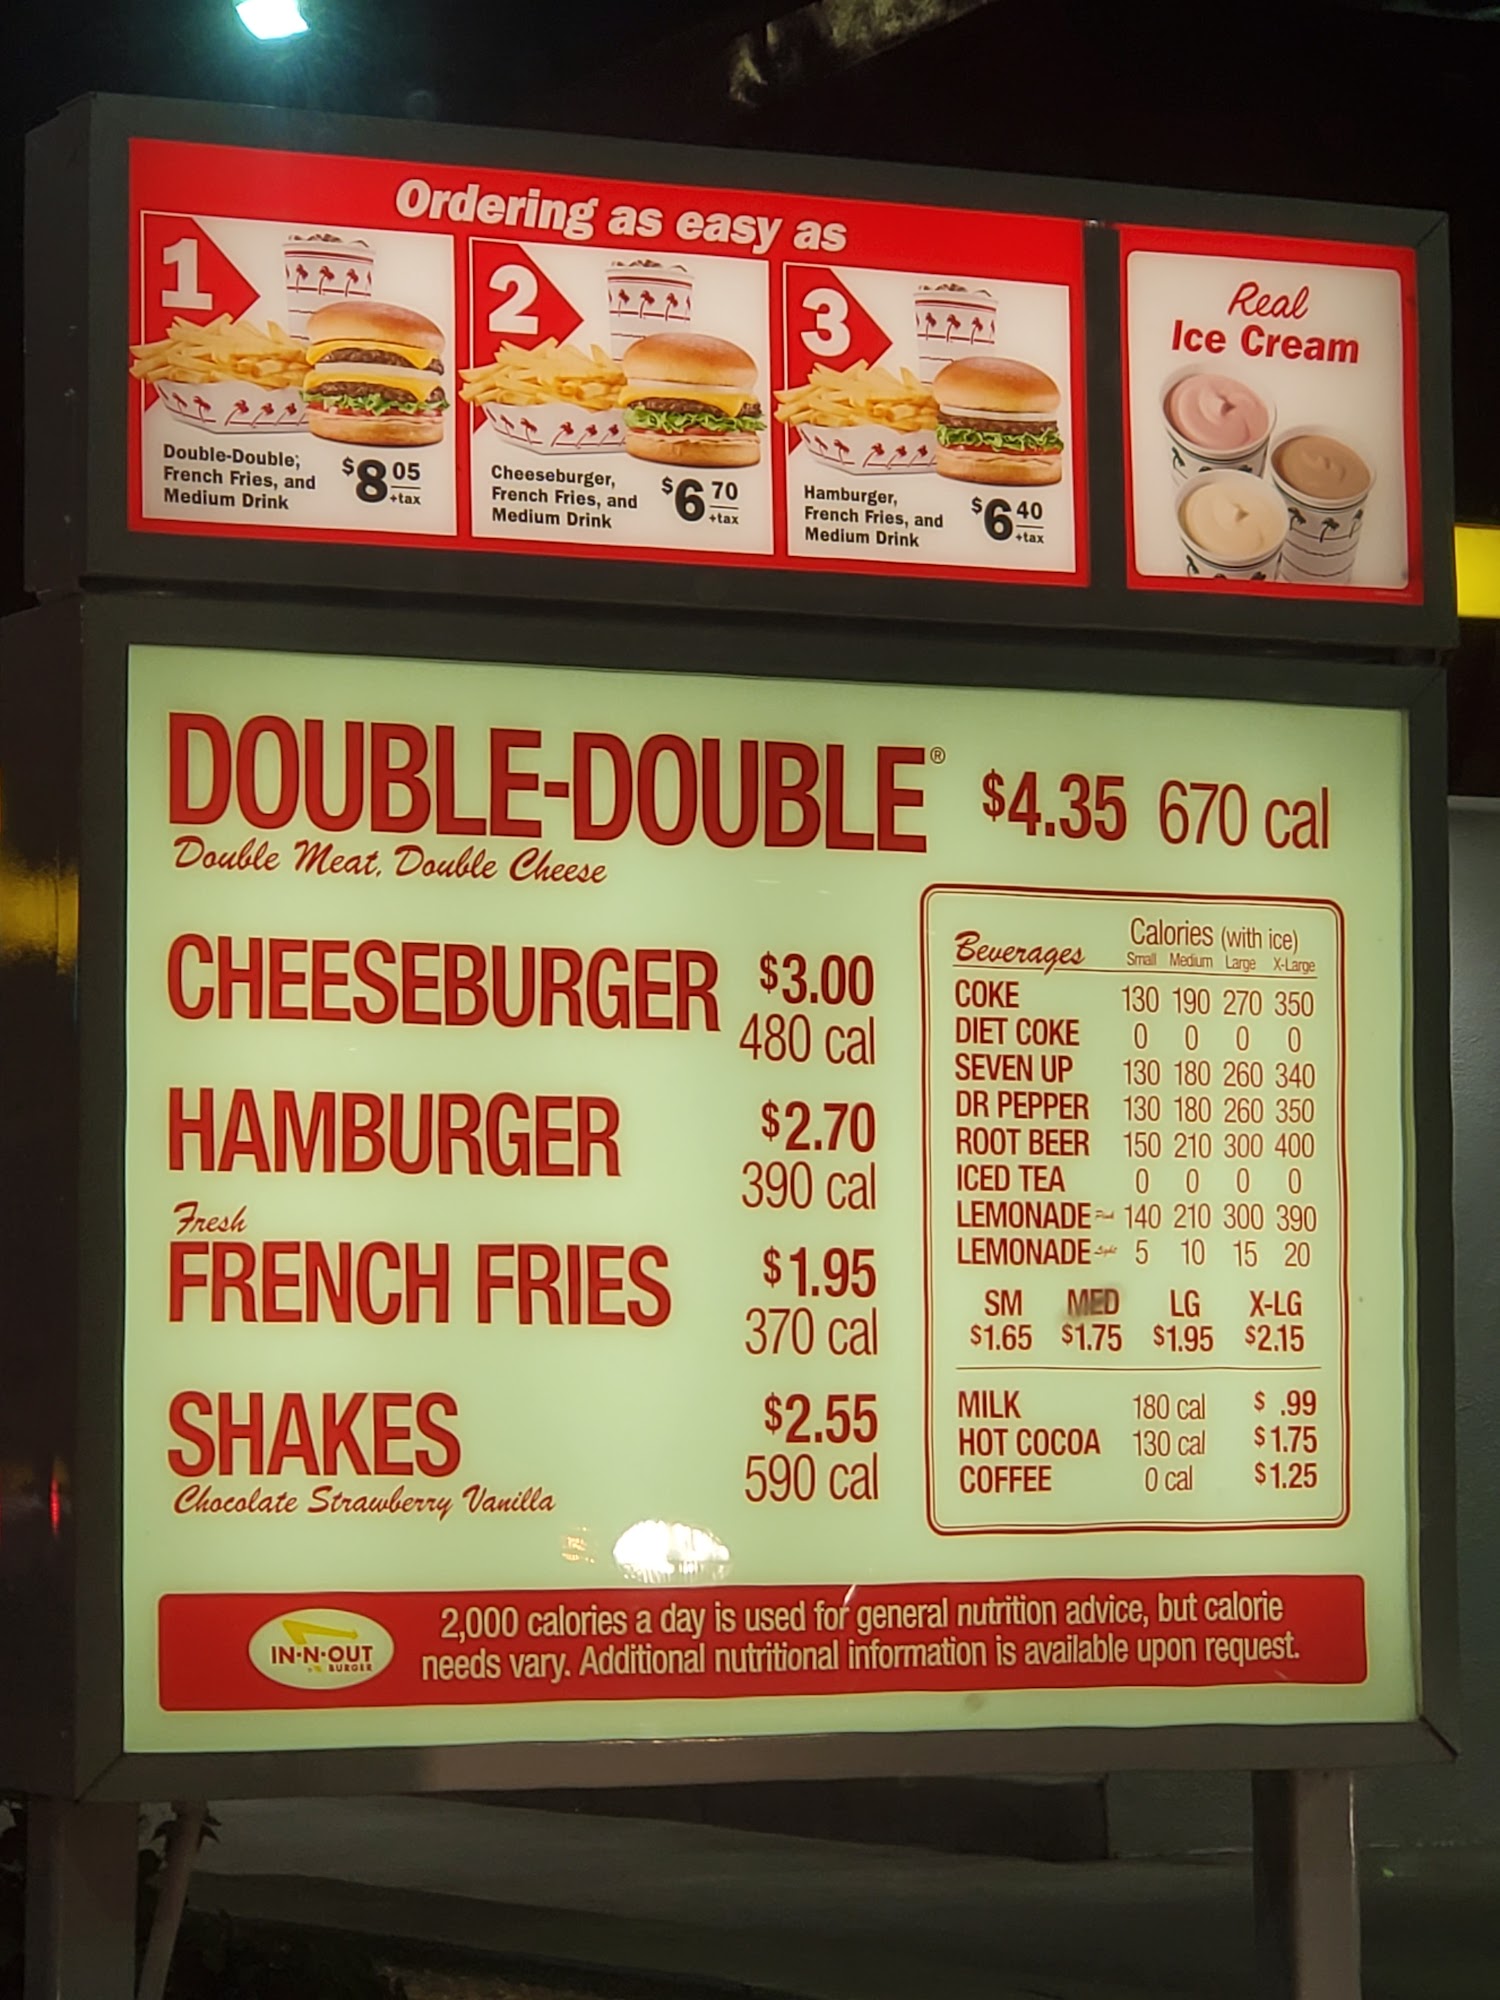 Ordering as easy as
1
Double-Double,
French Fries, and
Medium Drink
$8 05
+tax
2
Cheeseburger,
French Fries, and
Medium Drink
$6 70
+tax
3
Hamburger,
French Fries, and
Medium Drink
$6 40
+tax
Real
Ice Cream
DOUBLE-DOUBLE® $4.35 670 cal
Double Meat, Double Cheese
CHEESEBURGER $3.00
480 cal
HAMBURGER $2.70
390 cal
Fresh
FRENCH FRIES $1.95
370 cal
SHAKES $2.55
590 cal
Chocolate Strawberry Vanilla
Beverages Calories (with ice)
Small Medium Large X-Large
COKE 130 190 270 350
DIET COKE 0 0 0 0
SEVEN UP 130 180 260 340
DR PEPPER 130 180 260 350
ROOT BEER 150 210 300 400
ICED TEA 0 0 0 0
LEMONADE Pink 140 210 300 390
LEMONADE Light 5 10 15 20
SM MED LG X-LG
$1.65 $1.75 $1.95 $2.15
MILK 180 cal $ .99
HOT COCOA 130 cal $1.75
COFFEE 0 cal $1.25
IN-N-OUT
BURGER
2,000 calories a day is used for general nutrition advice, but calorie
needs vary. Additional nutritional information is available upon request.